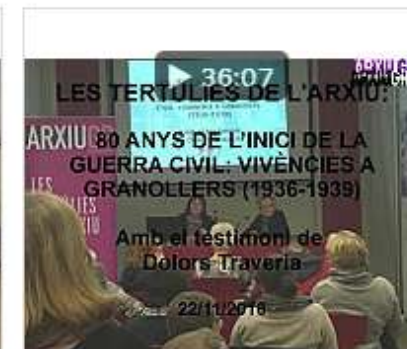 36:07
LES TERTÚLIES DE L'ARXIU:
80 ANYS DE L'INICI DE LA
GUERRA CIVIL: VIVÈNCIES A
GRANOLLERS (1936-1939)
Amb el testimoni de
Dolors Traveria
22/11/2016
ARXIU
LES